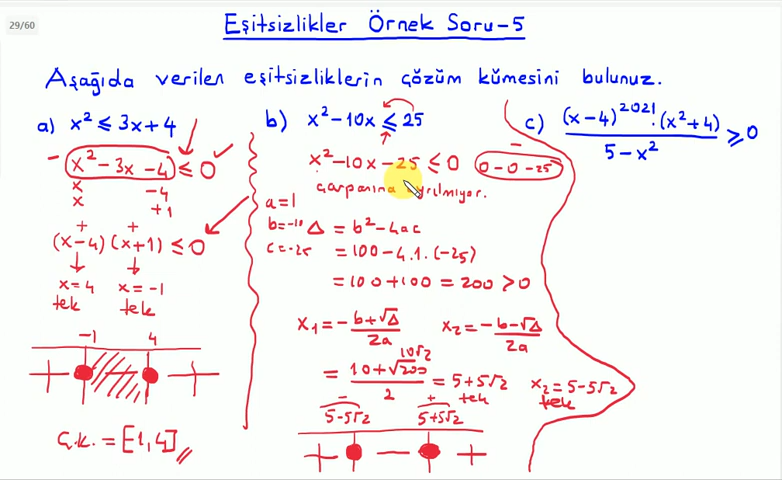 29/60
Eşitsizlikler Örnek Soru-5
Aşağıda verilen eşitsizliklerin çözüm kümesini bulunuz.
a) x² ≤ 3x+4
- x² - 3x - 4 ≤ 0
x -4
x +1
+ +
(x-4) (x+1) ≤ 0
x = 4 x = -1
tek tek
-1 4
+ +
Ç.K. = [1,4]
b) x² - 10x ≤ 25
x² - 10x - 25 ≤ 0
0 - 0 - 25
-
çarpanına ayrılmıyor.
a = 1
b = -10 Δ = b² - 4ac
c = -25 = 100 - 4.1.(-25)
= 100 + 100 = 200 > 0
x₁ = -b+√Δ / 2a x₂ = -b-√Δ / 2a
10√2
= 10+√200 / 2 = 5+5√2 x₂ = 5-5√2
tek tek
- +
5-5√2 5+5√2
+ - +
c) (x-4)²⁰²¹.(x²+4) / 5-x² ≥ 0